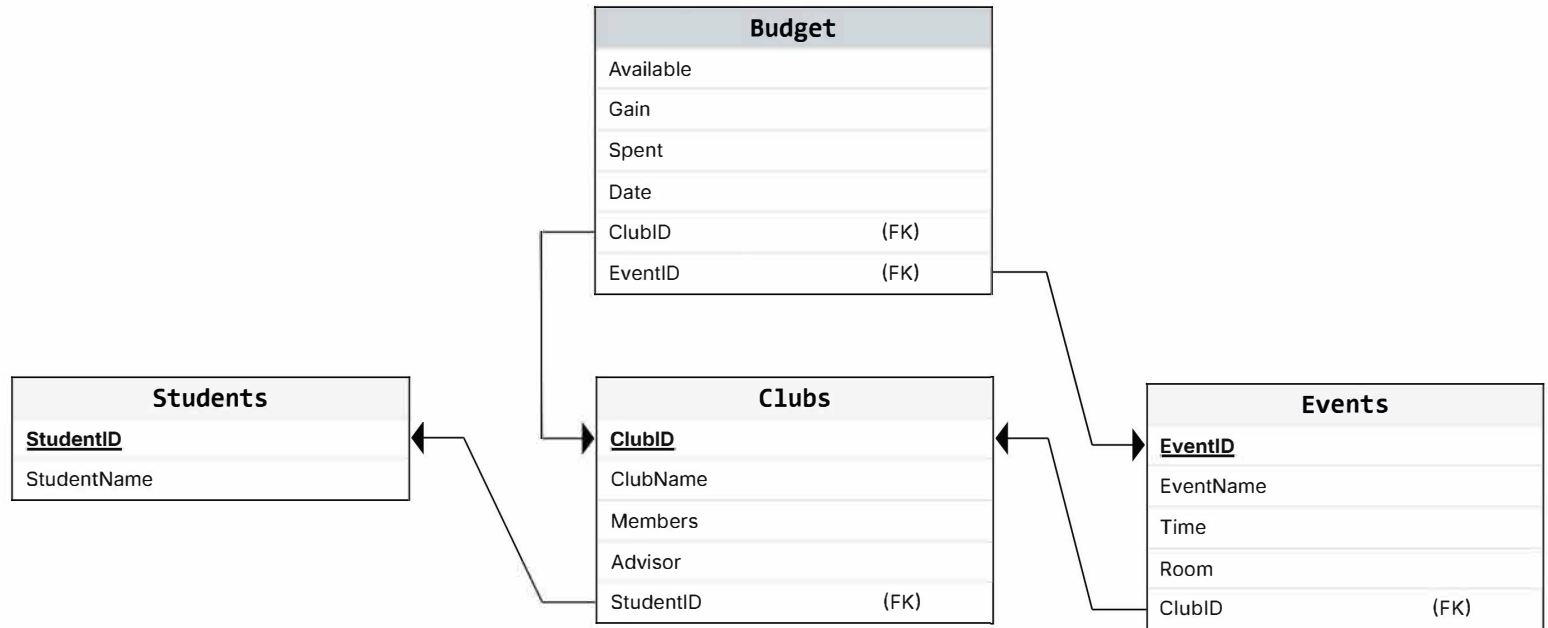 Budget
Available
Gain
Spent
Date
ClubID (FK)
EventID (FK)
Students
StudentID
StudentName
Clubs
ClubID
ClubName
Members
Advisor
StudentID (FK)
Events
EventID
EventName
Time
Room
ClubID (FK)